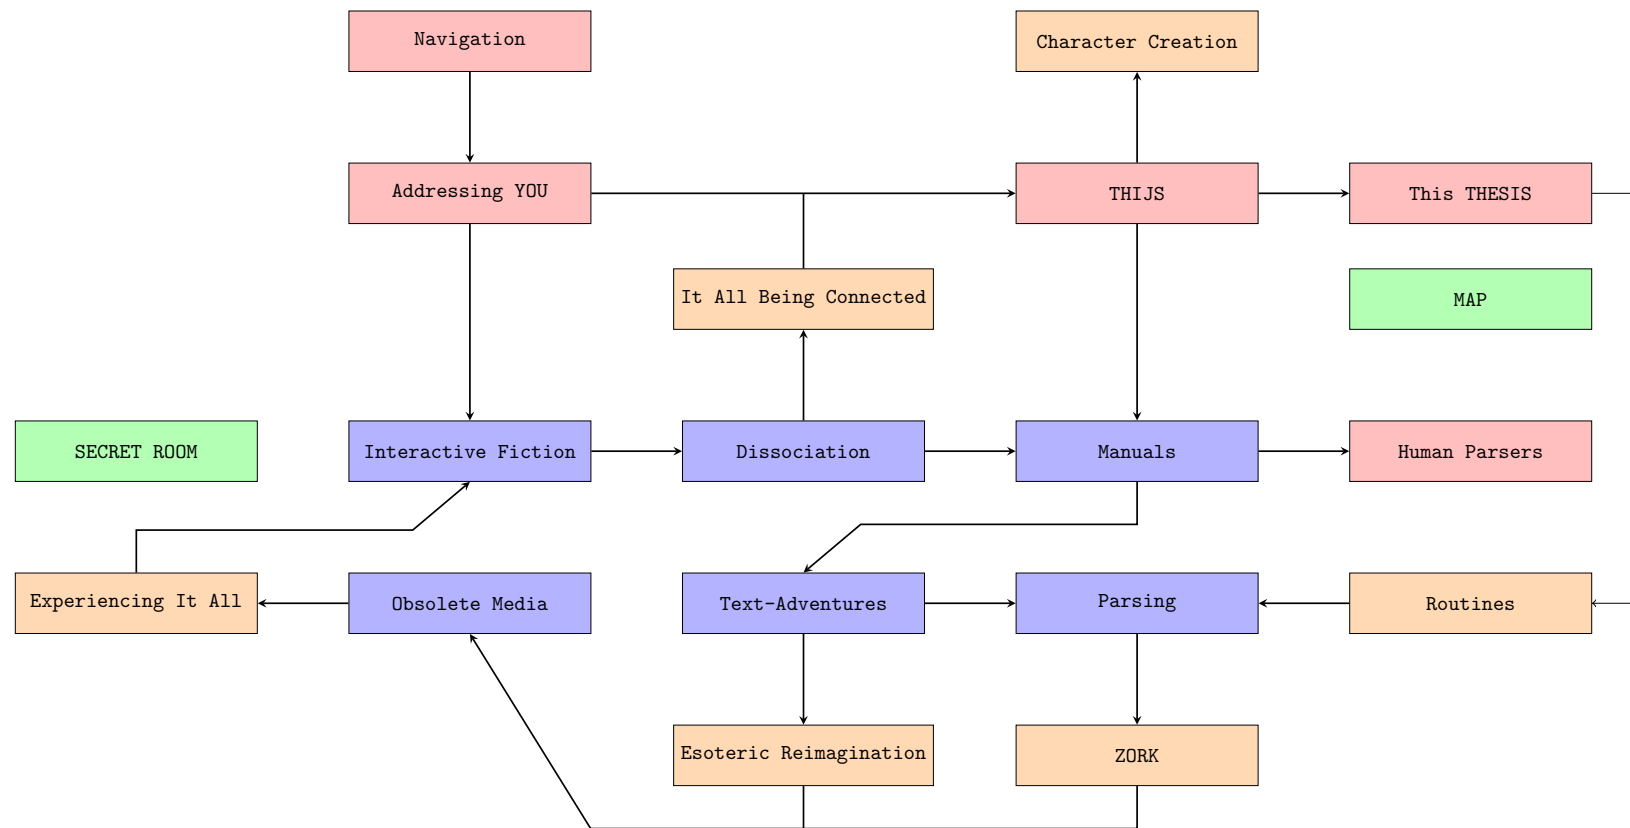 Navigation
Character Creation
Addressing YOU
THIJS
This THESIS
It All Being Connected
MAP
SECRET ROOM
Interactive Fiction
Dissociation
Manuals
Human Parsers
Experiencing It All
Obsolete Media
Text-Adventures
Parsing
Routines
Esoteric Reimagination
ZORK